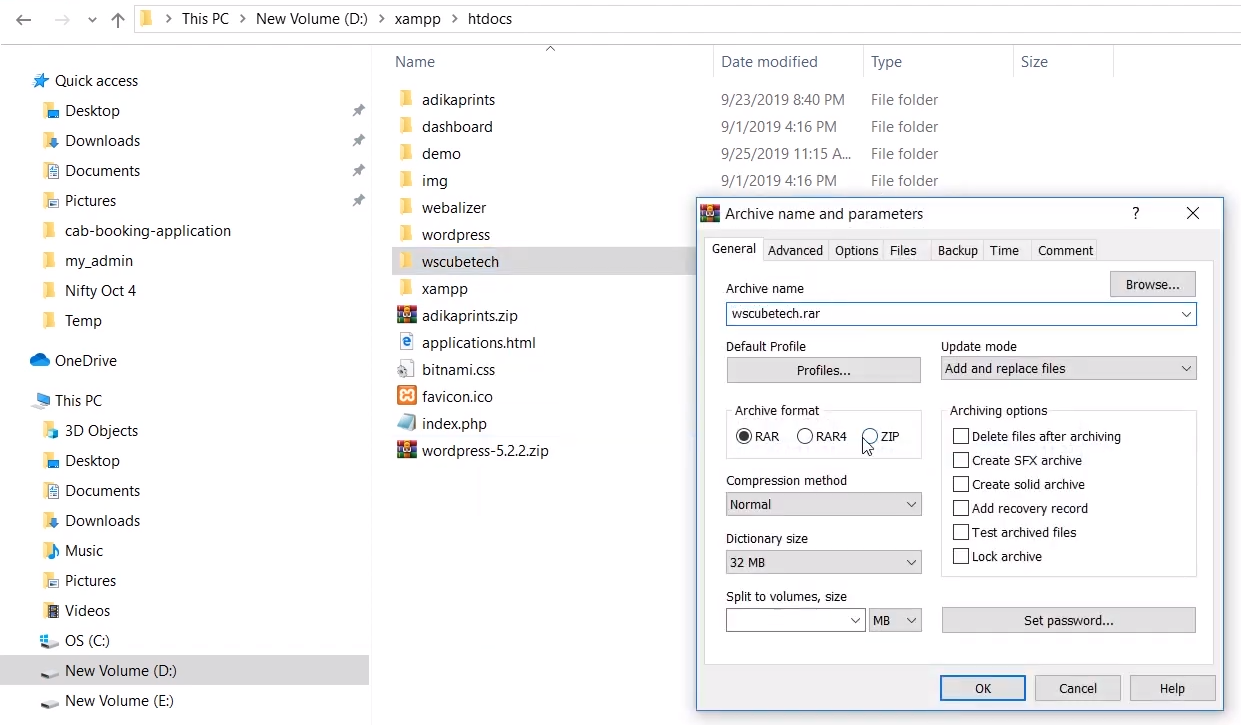 This PC > New Volume (D:) > xampp > htdocs
Name Date modified Type Size
Quick access
Desktop
Downloads
Documents
Pictures
cab-booking-application
my_admin
Nifty Oct 4
Temp
OneDrive
This PC
3D Objects
Desktop
Documents
Downloads
Music
Pictures
Videos
OS (C:)
New Volume (D:)
New Volume (E:)
adikaprints 9/23/2019 8:40 PM File folder
dashboard 9/1/2019 4:16 PM File folder
demo 9/25/2019 11:15 A... File folder
img 9/1/2019 4:16 PM File folder
webalizer
wordpress
wscubetech
xampp
adikaprints.zip
applications.html
bitnami.css
favicon.ico
index.php
wordpress-5.2.2.zip
Archive name and parameters ?
General Advanced Options Files Backup Time Comment
Archive name Browse...
wscubetech.rar
Default Profile
Profiles...
Update mode
Add and replace files
Archive format
RAR RAR4 ZIP
Compression method
Normal
Dictionary size
32 MB
Split to volumes, size
MB
Archiving options
Delete files after archiving
Create SFX archive
Create solid archive
Add recovery record
Test archived files
Lock archive
Set password...
OK Cancel Help